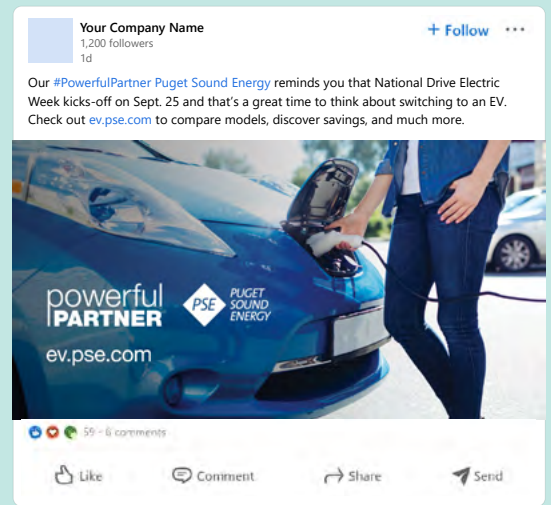 Your Company Name
+ Follow ...
1,200 followers
1d
Our #PowerfulPartner Puget Sound Energy reminds you that National Drive Electric
Week kicks-off on Sept. 25 and that's a great time to think about switching to an EV.
Check out ev.pse.com to compare models, discover savings, and much more.
powerful
PARTNER
PSE
PUGET
SOUND
ENERGY
ev.pse.com
59 - 6 comments
Like
Comment
Share
Send